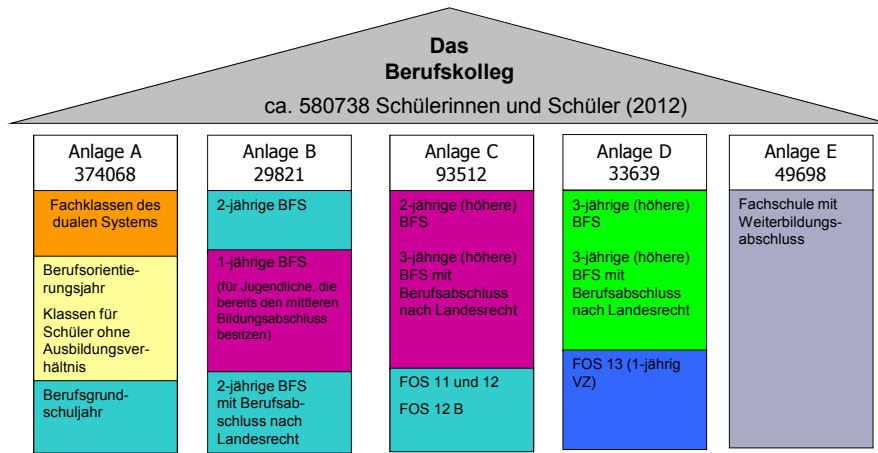 Das
Berufskolleg
ca. 580738 Schülerinnen und Schüler (2012)
Anlage A
374068
Fachklassen des
dualen Systems
Berufsorientie-
rungsjahr
Klassen für
Schüler ohne
Ausbildungsver-
hältnis
Berufsgrund-
schuljahr
Anlage B
29821
2-jährige BFS
1-jährige BFS
(für Jugendliche, die
bereits den mittleren
Bildungsabschluss
besitzen)
2-jährige BFS
mit Berufsab-
schluss nach
Landesrecht
Anlage C
93512
2-jährige (höhere)
BFS
3-jährige (höhere)
BFS mit
Berufsabschluss
nach Landesrecht
FOS 11 und 12
FOS 12 B
Anlage D
33639
3-jährige (höhere)
BFS
3-jährige (höhere)
BFS mit
Berufsabschluss
nach Landesrecht
FOS 13 (1-jährig
VZ)
Anlage E
49698
Fachschule mit
Weiterbildungs-
abschluss